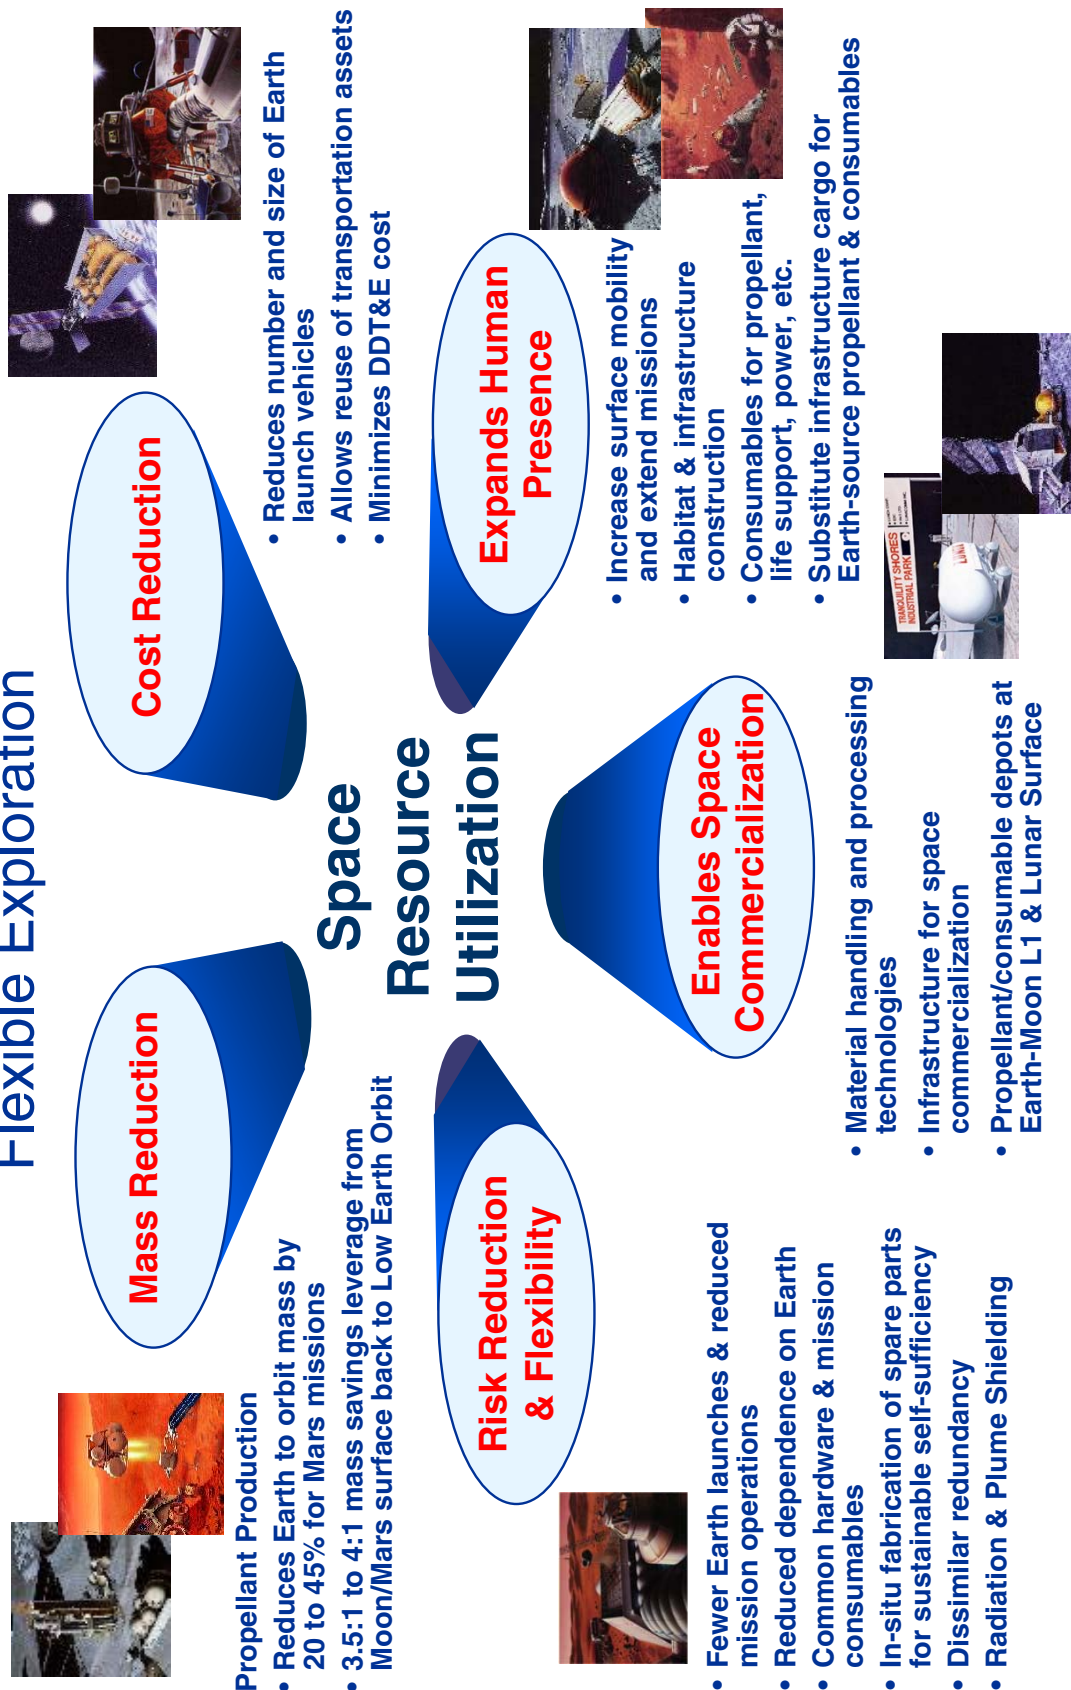 Flexible Exploration
Mass Reduction
Cost Reduction
Propellant Production
• Reduces Earth to orbit mass by
20 to 45% for Mars missions
• 3.5:1 to 4:1 mass savings leverage from
Moon/Mars surface back to Low Earth Orbit
• Reduces number and size of Earth
launch vehicles
• Allows reuse of transportation assets
• Minimizes DDT&E cost
Space
Resource
Utilization
Risk Reduction
& Flexibility
Expands Human
Presence
• Fewer Earth launches & reduced
mission operations
• Reduced dependence on Earth
• Common hardware & mission
consumables
• In-situ fabrication of spare parts
for sustainable self-sufficiency
• Dissimilar redundancy
• Radiation & Plume Shielding
Enables Space
Commercialization
• Material handling and processing
technologies
• Infrastructure for space
commercialization
• Propellant/consumable depots at
Earth-Moon L1 & Lunar Surface
• Increase surface mobility
and extend missions
• Habitat & infrastructure
construction
• Consumables for propellant,
life support, power, etc.
• Substitute infrastructure cargo for
Earth-source propellant & consumables
TRANQUILITY SHORES
INDUSTRIAL PARK